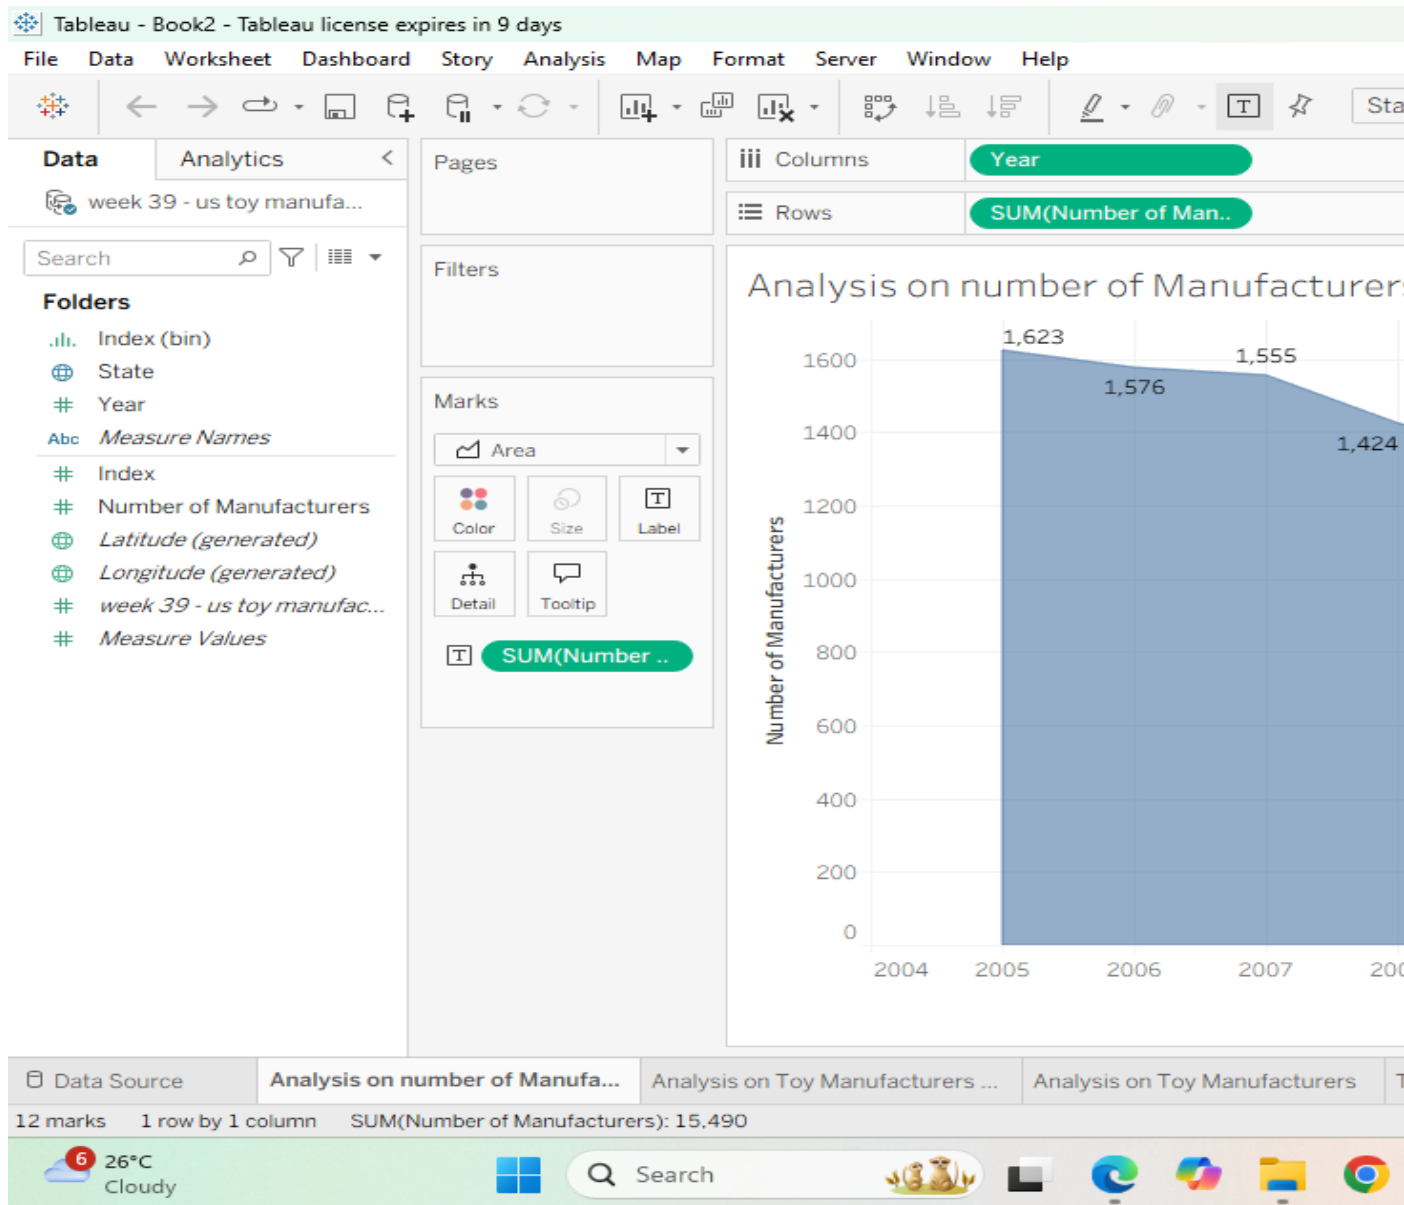 Tableau - Book2 - Tableau license expires in 9 days
File Data Worksheet Dashboard Story Analysis Map Format Server Window Help
Sta
Data Analytics
week 39 - us toy manufa...
Search
Folders
Index (bin)
State
Year
Abc Measure Names
Index
Number of Manufacturers
Latitude (generated)
Longitude (generated)
week 39 - us toy manufac...
Measure Values
Pages
Filters
Marks
Area
Color Size T Label
Detail Tooltip
T SUM(Number ..
iii Columns Year
Rows SUM(Number of Man..
Analysis on number of Manufacturers
Number of Manufacturers
1600
1400
1200
1000
800
600
400
200
0
1,623
1,576
1,555
1,424
2004 2005 2006 2007 200
Data Source Analysis on number of Manufa... Analysis on Toy Manufacturers ... Analysis on Toy Manufacturers T
12 marks 1 row by 1 column SUM(Number of Manufacturers): 15,490
6 26°C
Cloudy
Search